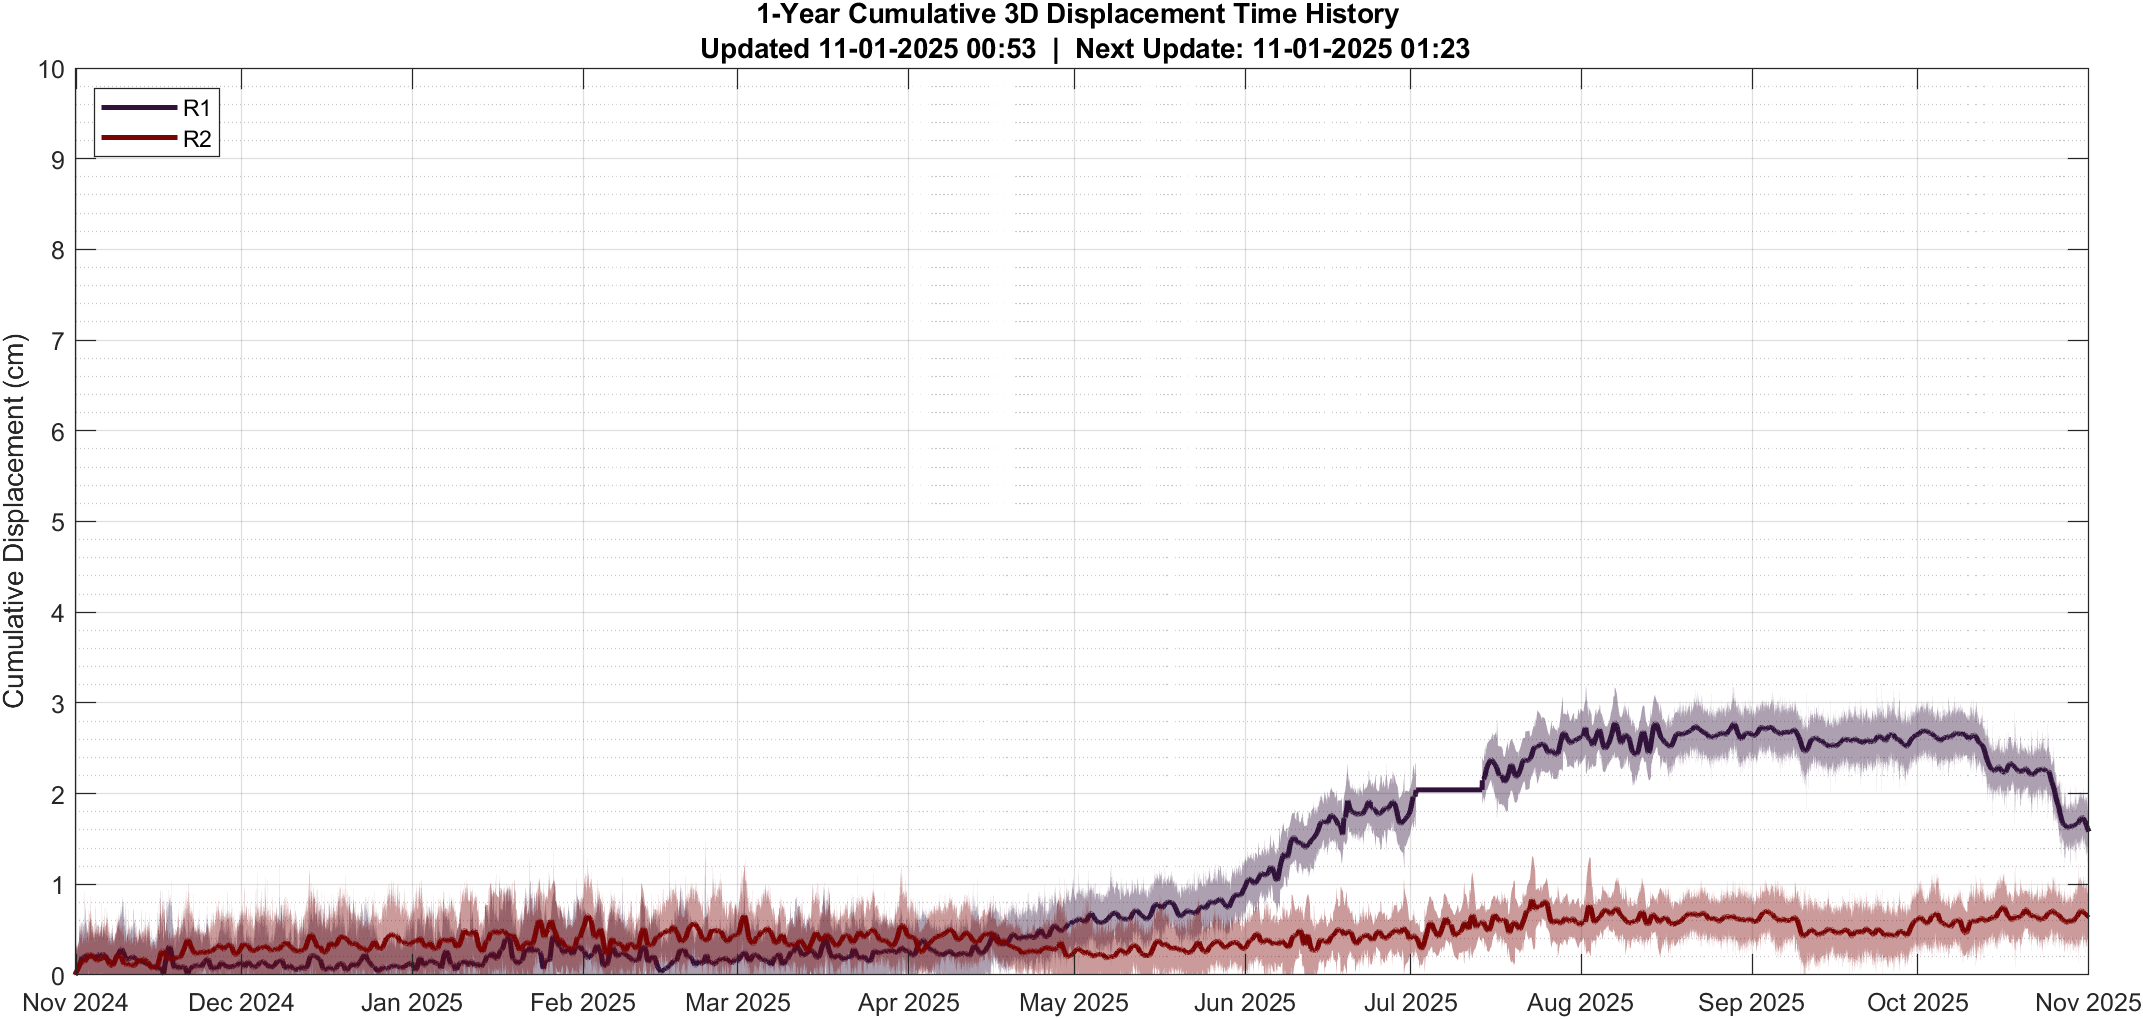 1-Year Cumulative 3D Displacement Time History
Updated 11-01-2025 00:53 | Next Update: 11-01-2025 01:23
R1
R2
Cumulative Displacement (cm)
10
9
8
7
6
5
4
3
2
1
0
Nov 2024 Dec 2024 Jan 2025 Feb 2025 Mar 2025 Apr 2025 May 2025 Jun 2025 Jul 2025 Aug 2025 Sep 2025 Oct 2025 Nov 2025